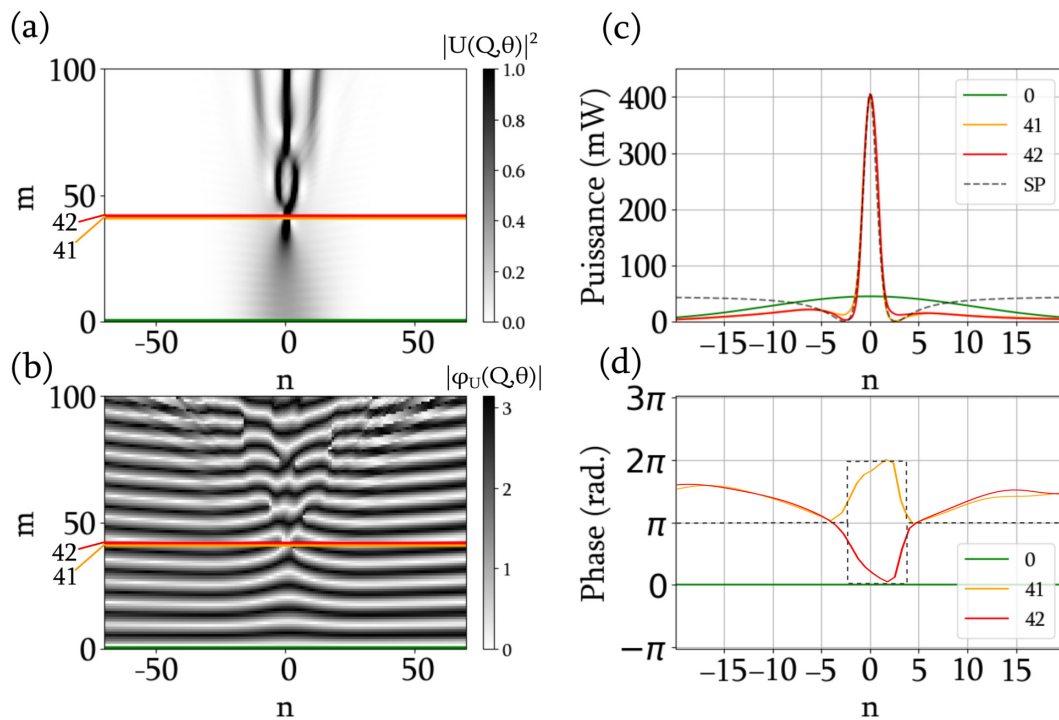 (a)
|U(Q,θ)|²
100
50
0
m
42
41
-50
0
50
n
1.0
0.8
0.6
0.4
0.2
0.0
(b)
|φ_U(Q,θ)|
100
50
0
m
42
41
-50
0
50
n
3
2
1
0
(c)
Puissance (mW)
400
300
200
100
0
0
41
42
SP
−15
−10
−5
0
5
10
15
n
(d)
Phase (rad.)
3π
2π
π
0
−π
0
41
42
−15
−10
−5
0
5
10
15
n